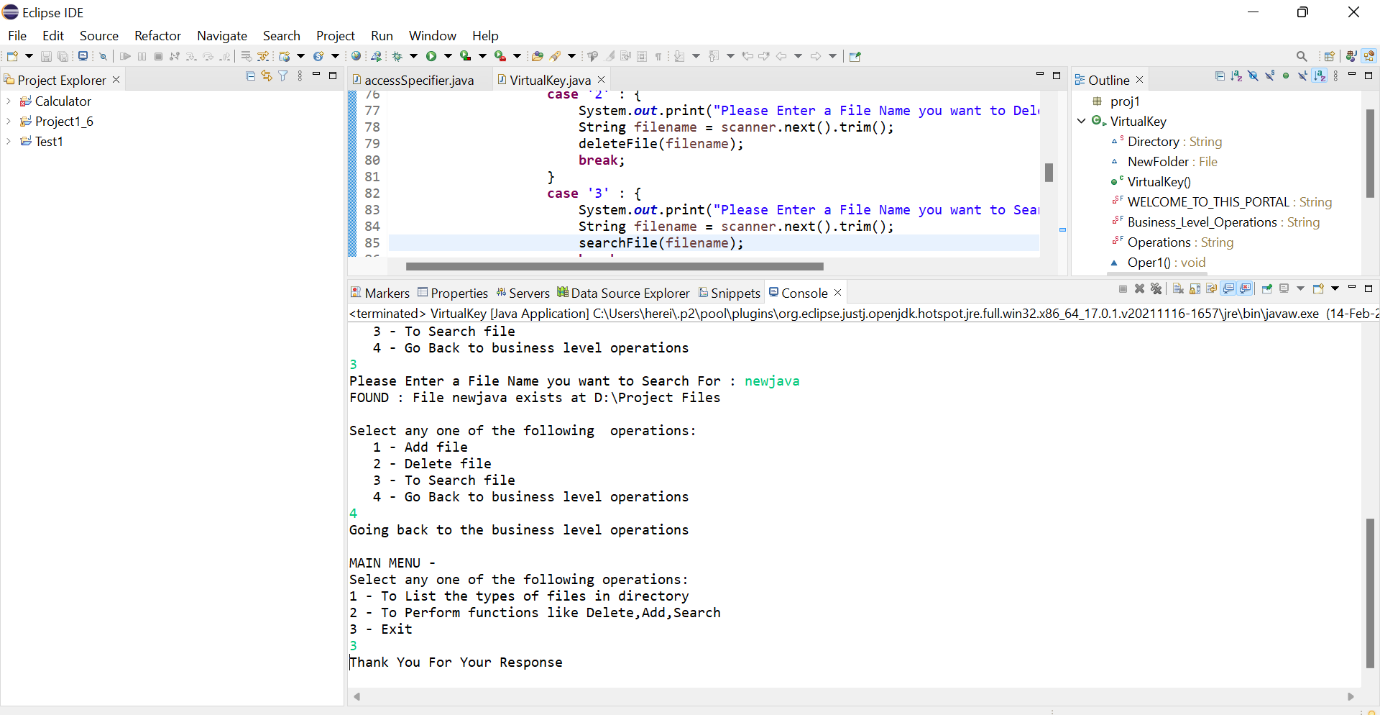 Eclipse IDE
File Edit Source Refactor Navigate Search Project Run Window Help
Project Explorer
Calculator
Project1_6
Test1
accessSpecifier.java VirtualKey.java
76 case '2' : {
77 System.out.print("Please Enter a File Name you want to Del
78 String filename = scanner.next().trim();
79 deleteFile(filename);
80 break;
81 }
82 case '3' : {
83 System.out.print("Please Enter a File Name you want to Sea
84 String filename = scanner.next().trim();
85 searchFile(filename);
Outline
proj1
VirtualKey
Directory : String
NewFolder : File
VirtualKey()
WELCOME_TO_THIS_PORTAL : String
Business_Level_Operations : String
Operations : String
Oper1() : void
Markers Properties Servers Data Source Explorer Snippets Console
<terminated> VirtualKey [Java Application] C:\Users\herei\.p2\pool\plugins\org.eclipse.justj.openjdk.hotspot.jre.full.win32.x86_64_17.0.1.v20211116-1657\jre\bin\javaw.exe (14-Feb-2
3 - To Search file
4 - Go Back to business level operations
3
Please Enter a File Name you want to Search For : newjava
FOUND : File newjava exists at D:\Project Files
Select any one of the following operations:
1 - Add file
2 - Delete file
3 - To Search file
4 - Go Back to business level operations
4
Going back to the business level operations
MAIN MENU -
Select any one of the following operations:
1 - To List the types of files in directory
2 - To Perform functions like Delete,Add,Search
3 - Exit
3
Thank You For Your Response